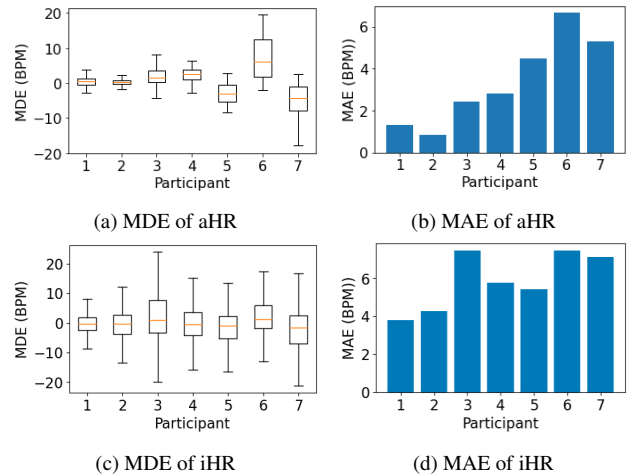 MDE (BPM)
20
10
0
−10
−20
1 2 3 4 5 6 7
Participant
(a) MDE of aHR
MAE (BPM))
6
4
2
0
1 2 3 4 5 6 7
Participant
(b) MAE of aHR
MDE (BPM)
20
10
0
−10
−20
1 2 3 4 5 6 7
Participant
(c) MDE of iHR
MAE (BPM))
6
4
2
0
1 2 3 4 5 6 7
Participant
(d) MAE of iHR